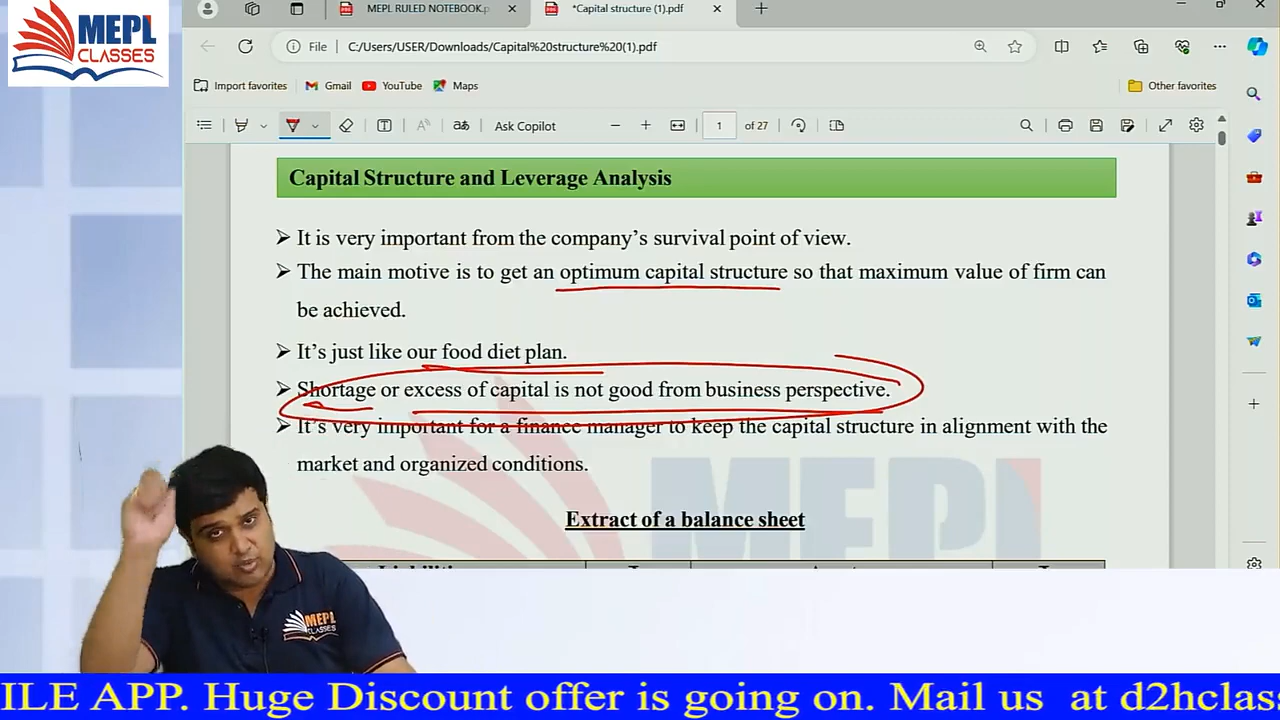 MEPL
CLASSES
MEPL RULED NOTEBOOK.p
*Capital structure (1).pdf
File
C:/Users/USER/Downloads/Capital%20structure%20(1).pdf
Import favorites
Gmail
YouTube
Maps
Other favorites
Ask Copilot
1
of 27
Capital Structure and Leverage Analysis
➢ It is very important from the company’s survival point of view.
➢ The main motive is to get an optimum capital structure so that maximum value of firm can
be achieved.
➢ It’s just like our food diet plan.
➢ Shortage or excess of capital is not good from business perspective.
➢ It’s very important for a finance manager to keep the capital structure in alignment with the
market and organized conditions.
MEPL
Extract of a balance sheet
MEPL
CLASSES
ILE APP. Huge Discount offer is going on. Mail us at d2hclass